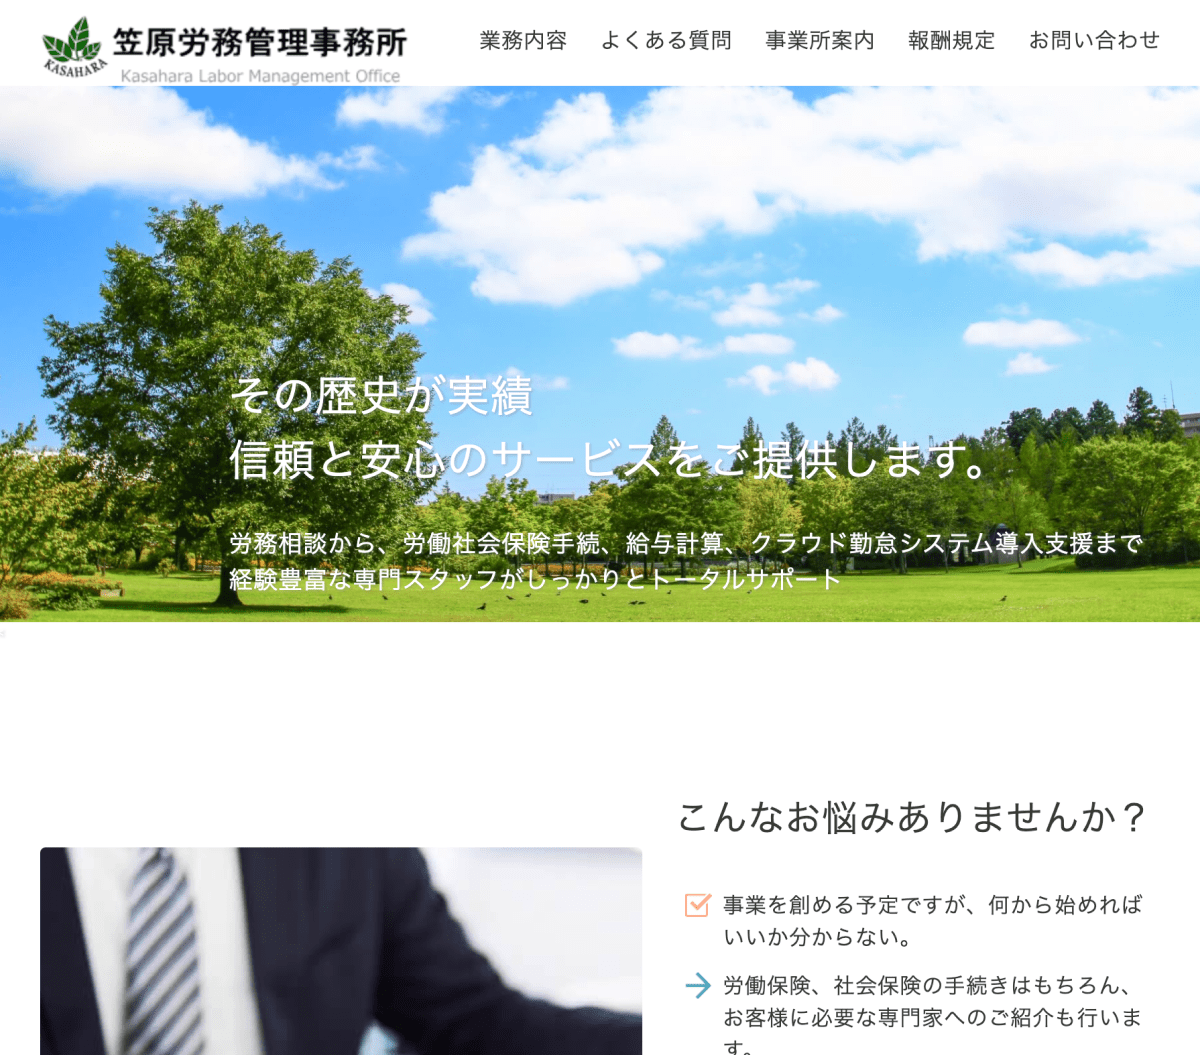 笠原労務管理事務所
KASAHARA
Kasahara Labor Management Office
業務内容 よくある質問 事業所案内 報酬規定 お問い合わせ
その歴史が実績
信頼と安心のサービスをご提供します。
労務相談から、労働社会保険手続、給与計算、クラウド勤怠システム導入支援まで
経験豊富な専門スタッフがしっかりとトータルサポート
こんなお悩みありませんか？
事業を創める予定ですが、何から始めれば
いいか分からない。
労働保険、社会保険の手続きはもちろん、
お客様に必要な専門家へのご紹介も行いま
す。